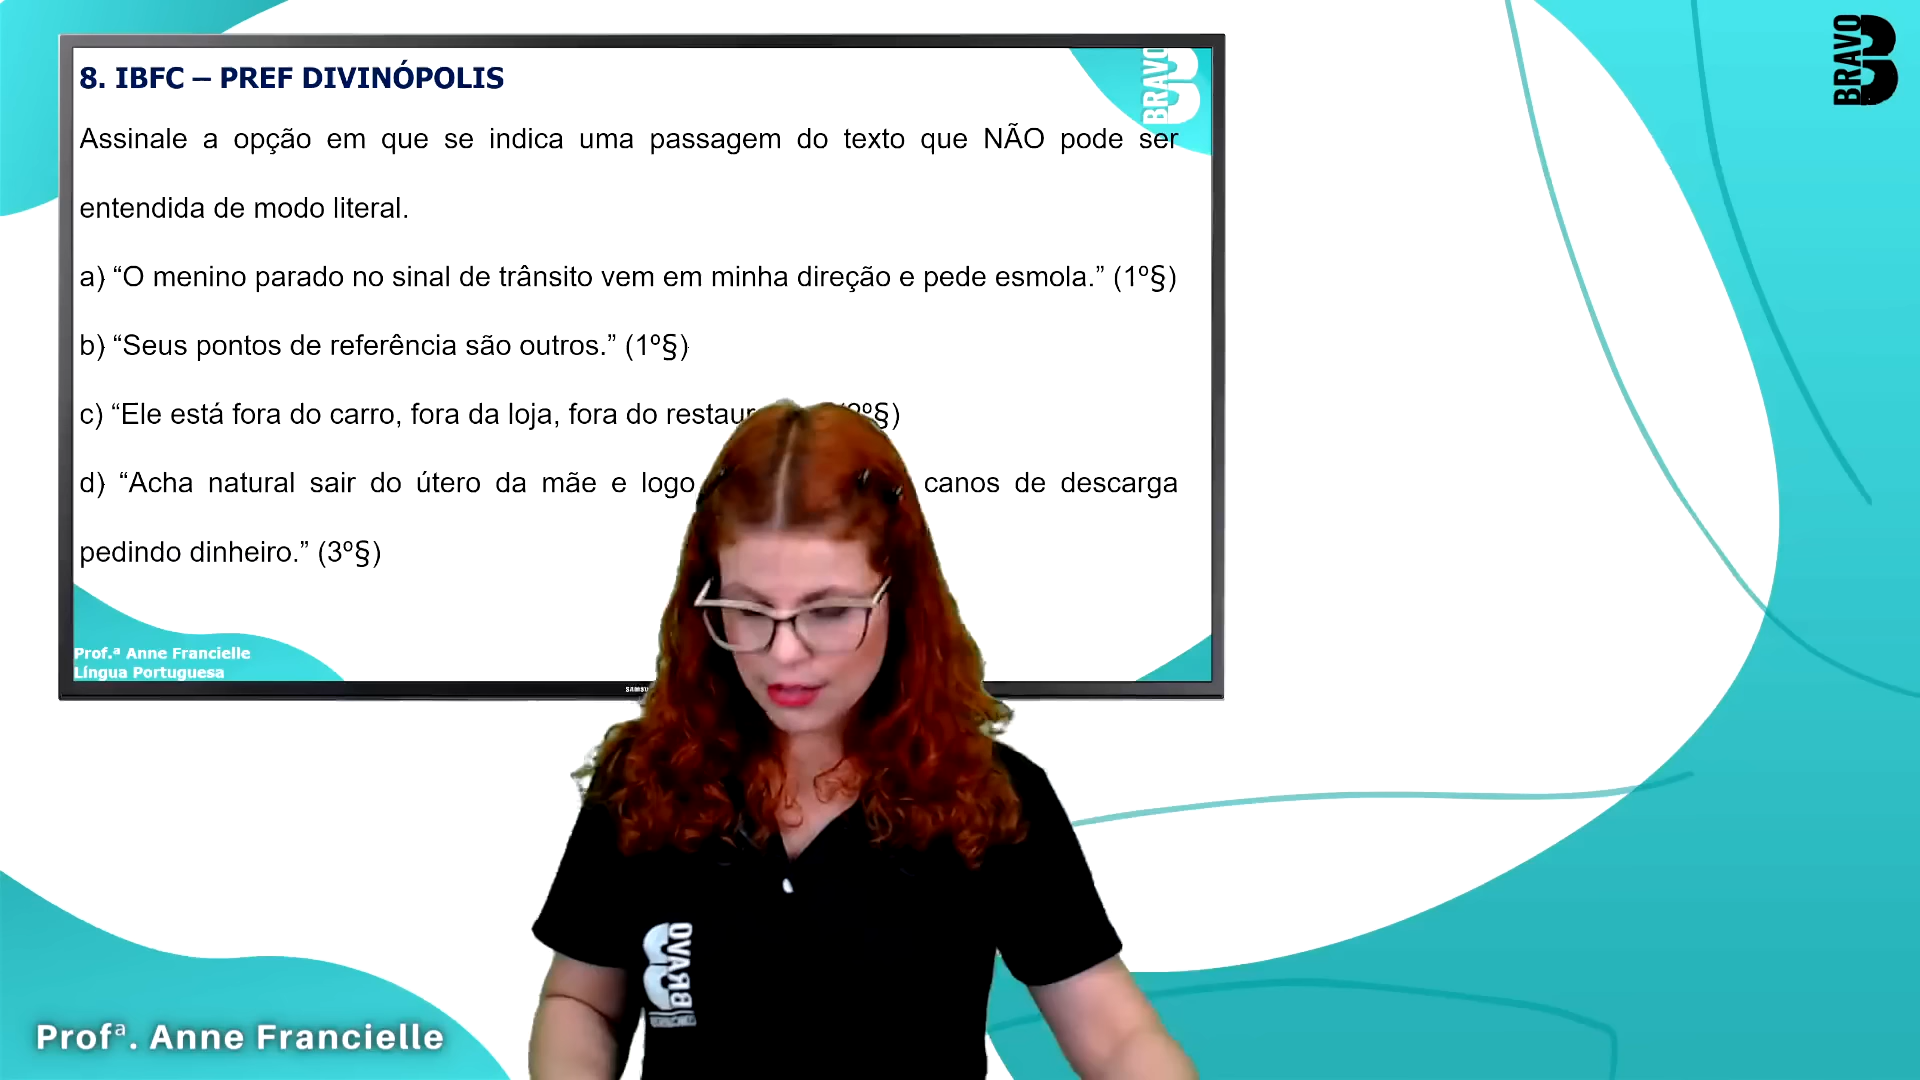 BRAVO
BRAVO
8. IBFC – PREF DIVINÓPOLIS
Assinale a opção em que se indica uma passagem do texto que NÃO pode ser
entendida de modo literal.
a) “O menino parado no sinal de trânsito vem em minha direção e pede esmola.” (1º§)
b) “Seus pontos de referência são outros.” (1º§)
c) “Ele está fora do carro, fora da loja, fora do §)
d) “Acha natural sair do útero da mãe e logo canos de descarga
pedindo dinheiro.” (3º§)
Prof.ª Anne Francielle
Língua Portuguesa
BRAVO
Profª. Anne Francielle